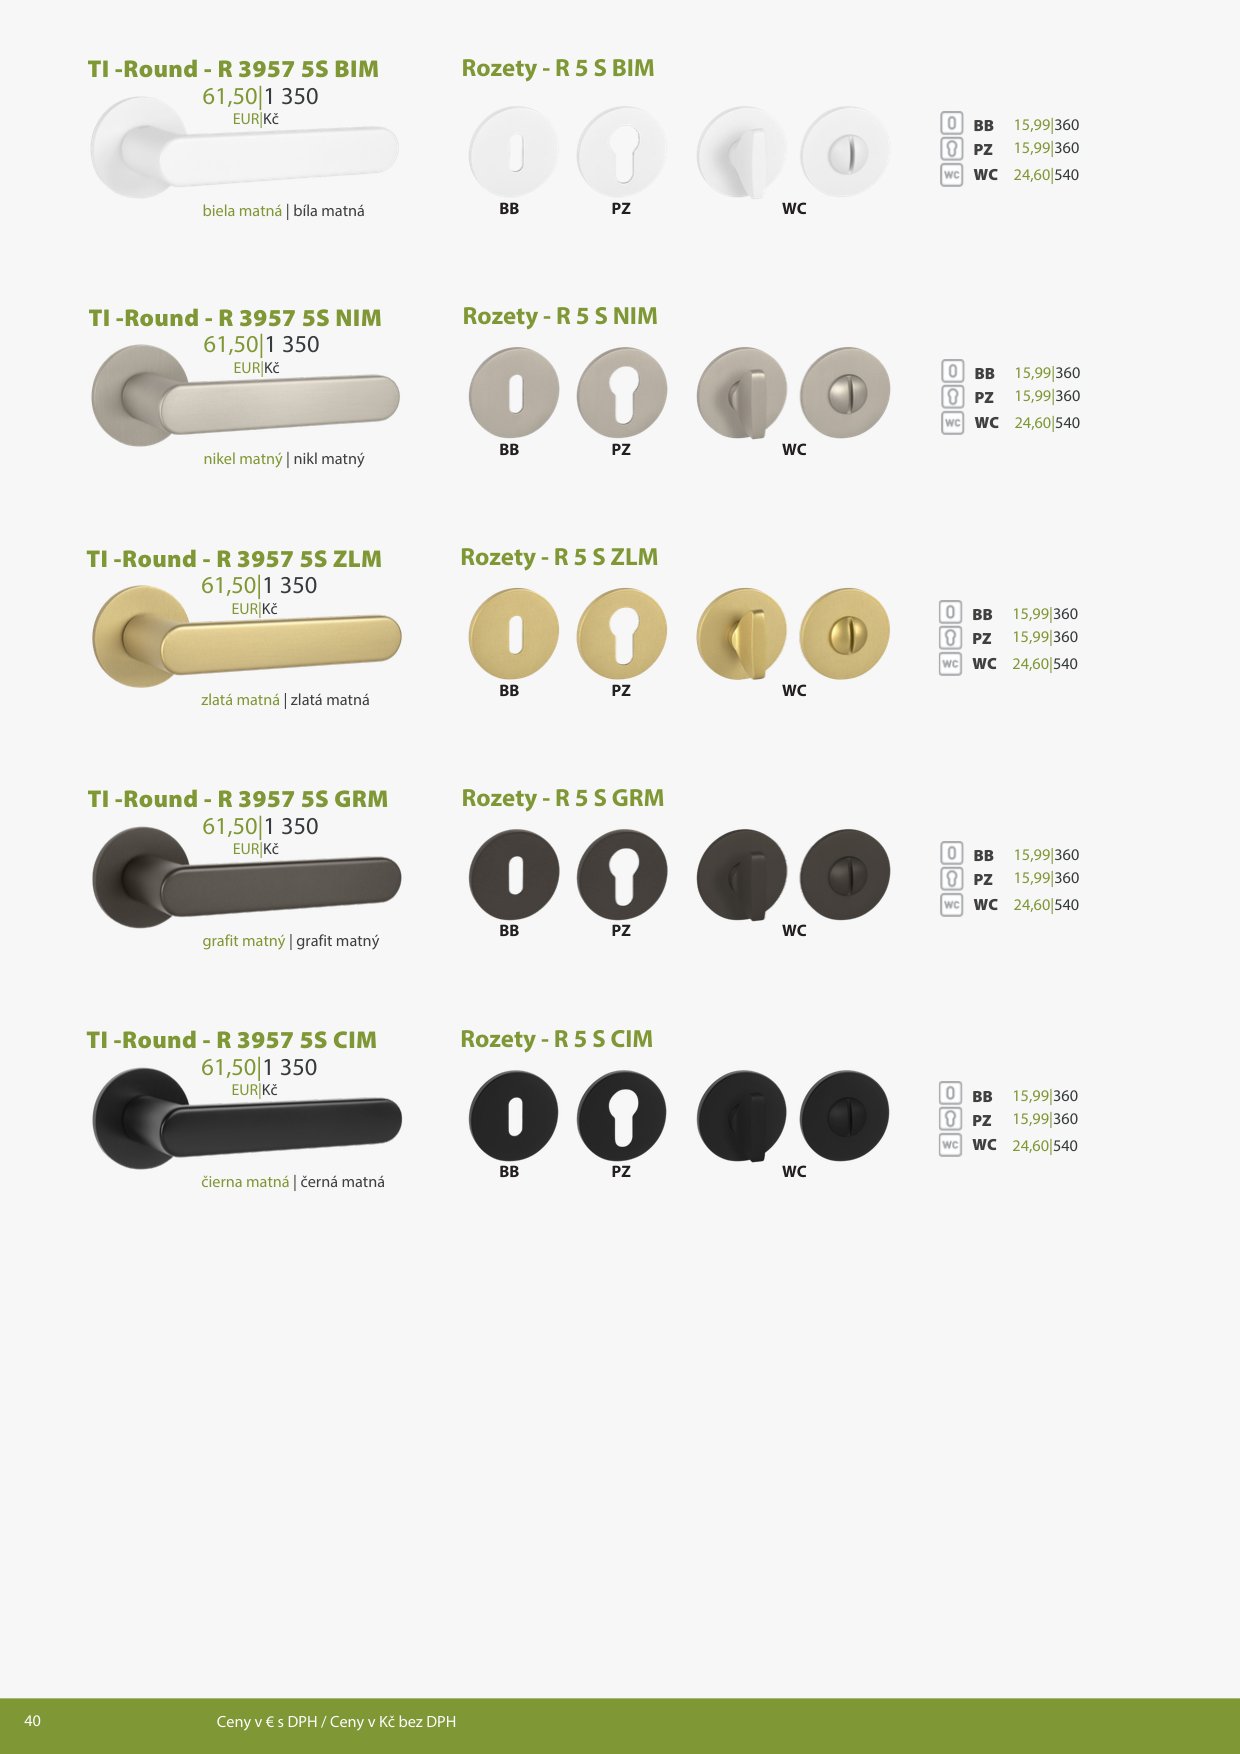 TI -Round - R 3957 5S BIM
61,50|1 350
EUR|Kč
biela matná | bíla matná
Rozety - R 5 S BIM
BB PZ WC
BB 15,99|360
PZ 15,99|360
WC WC 24,60|540
TI -Round - R 3957 5S NIM
61,50|1 350
EUR|Kč
nikel matný | nikl matný
Rozety - R 5 S NIM
BB PZ WC
BB 15,99|360
PZ 15,99|360
WC WC 24,60|540
TI -Round - R 3957 5S ZLM
61,50|1 350
EUR|Kč
zlatá matná | zlatá matná
Rozety - R 5 S ZLM
BB PZ WC
BB 15,99|360
PZ 15,99|360
WC WC 24,60|540
TI -Round - R 3957 5S GRM
61,50|1 350
EUR|Kč
grafit matný | grafit matný
Rozety - R 5 S GRM
BB PZ WC
BB 15,99|360
PZ 15,99|360
WC WC 24,60|540
TI -Round - R 3957 5S CIM
61,50|1 350
EUR|Kč
čierna matná | černá matná
Rozety - R 5 S CIM
BB PZ WC
BB 15,99|360
PZ 15,99|360
WC WC 24,60|540
40 Ceny v € s DPH / Ceny v Kč bez DPH